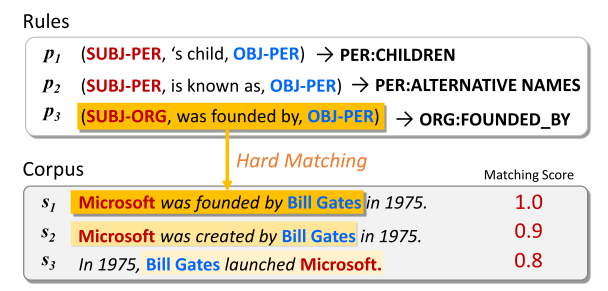 Rules
p1 (SUBJ-PER, ‘s child, OBJ-PER) → PER:CHILDREN
p2 (SUBJ-PER, is known as, OBJ-PER) → PER:ALTERNATIVE NAMES
p3 (SUBJ-ORG, was founded by, OBJ-PER) → ORG:FOUNDED_BY
Hard Matching
Corpus
Matching Score
s1 Microsoft was founded by Bill Gates in 1975. 1.0
s2 Microsoft was created by Bill Gates in 1975. 0.9
s3 In 1975, Bill Gates launched Microsoft. 0.8